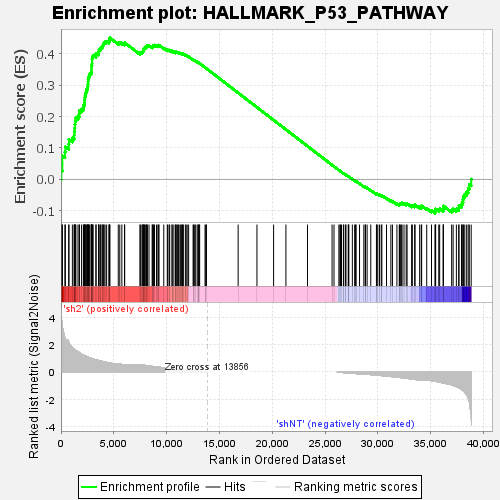 Enrichment plot: HALLMARK_P53_PATHWAY
Enrichment score (ES)
0.4
0.3
0.2
0.1
0.0
-0.1
'sh2' (positively correlated)
Ranked list metric (Signal2Noise)
4
2
0
-2
-4
Zero cross at 13856
'shNT' (negatively correlated)
0
5,000
10,000
15,000
20,000
25,000
30,000
35,000
40,000
Rank in Ordered Dataset
Enrichment profile
Hits
Ranking metric scores